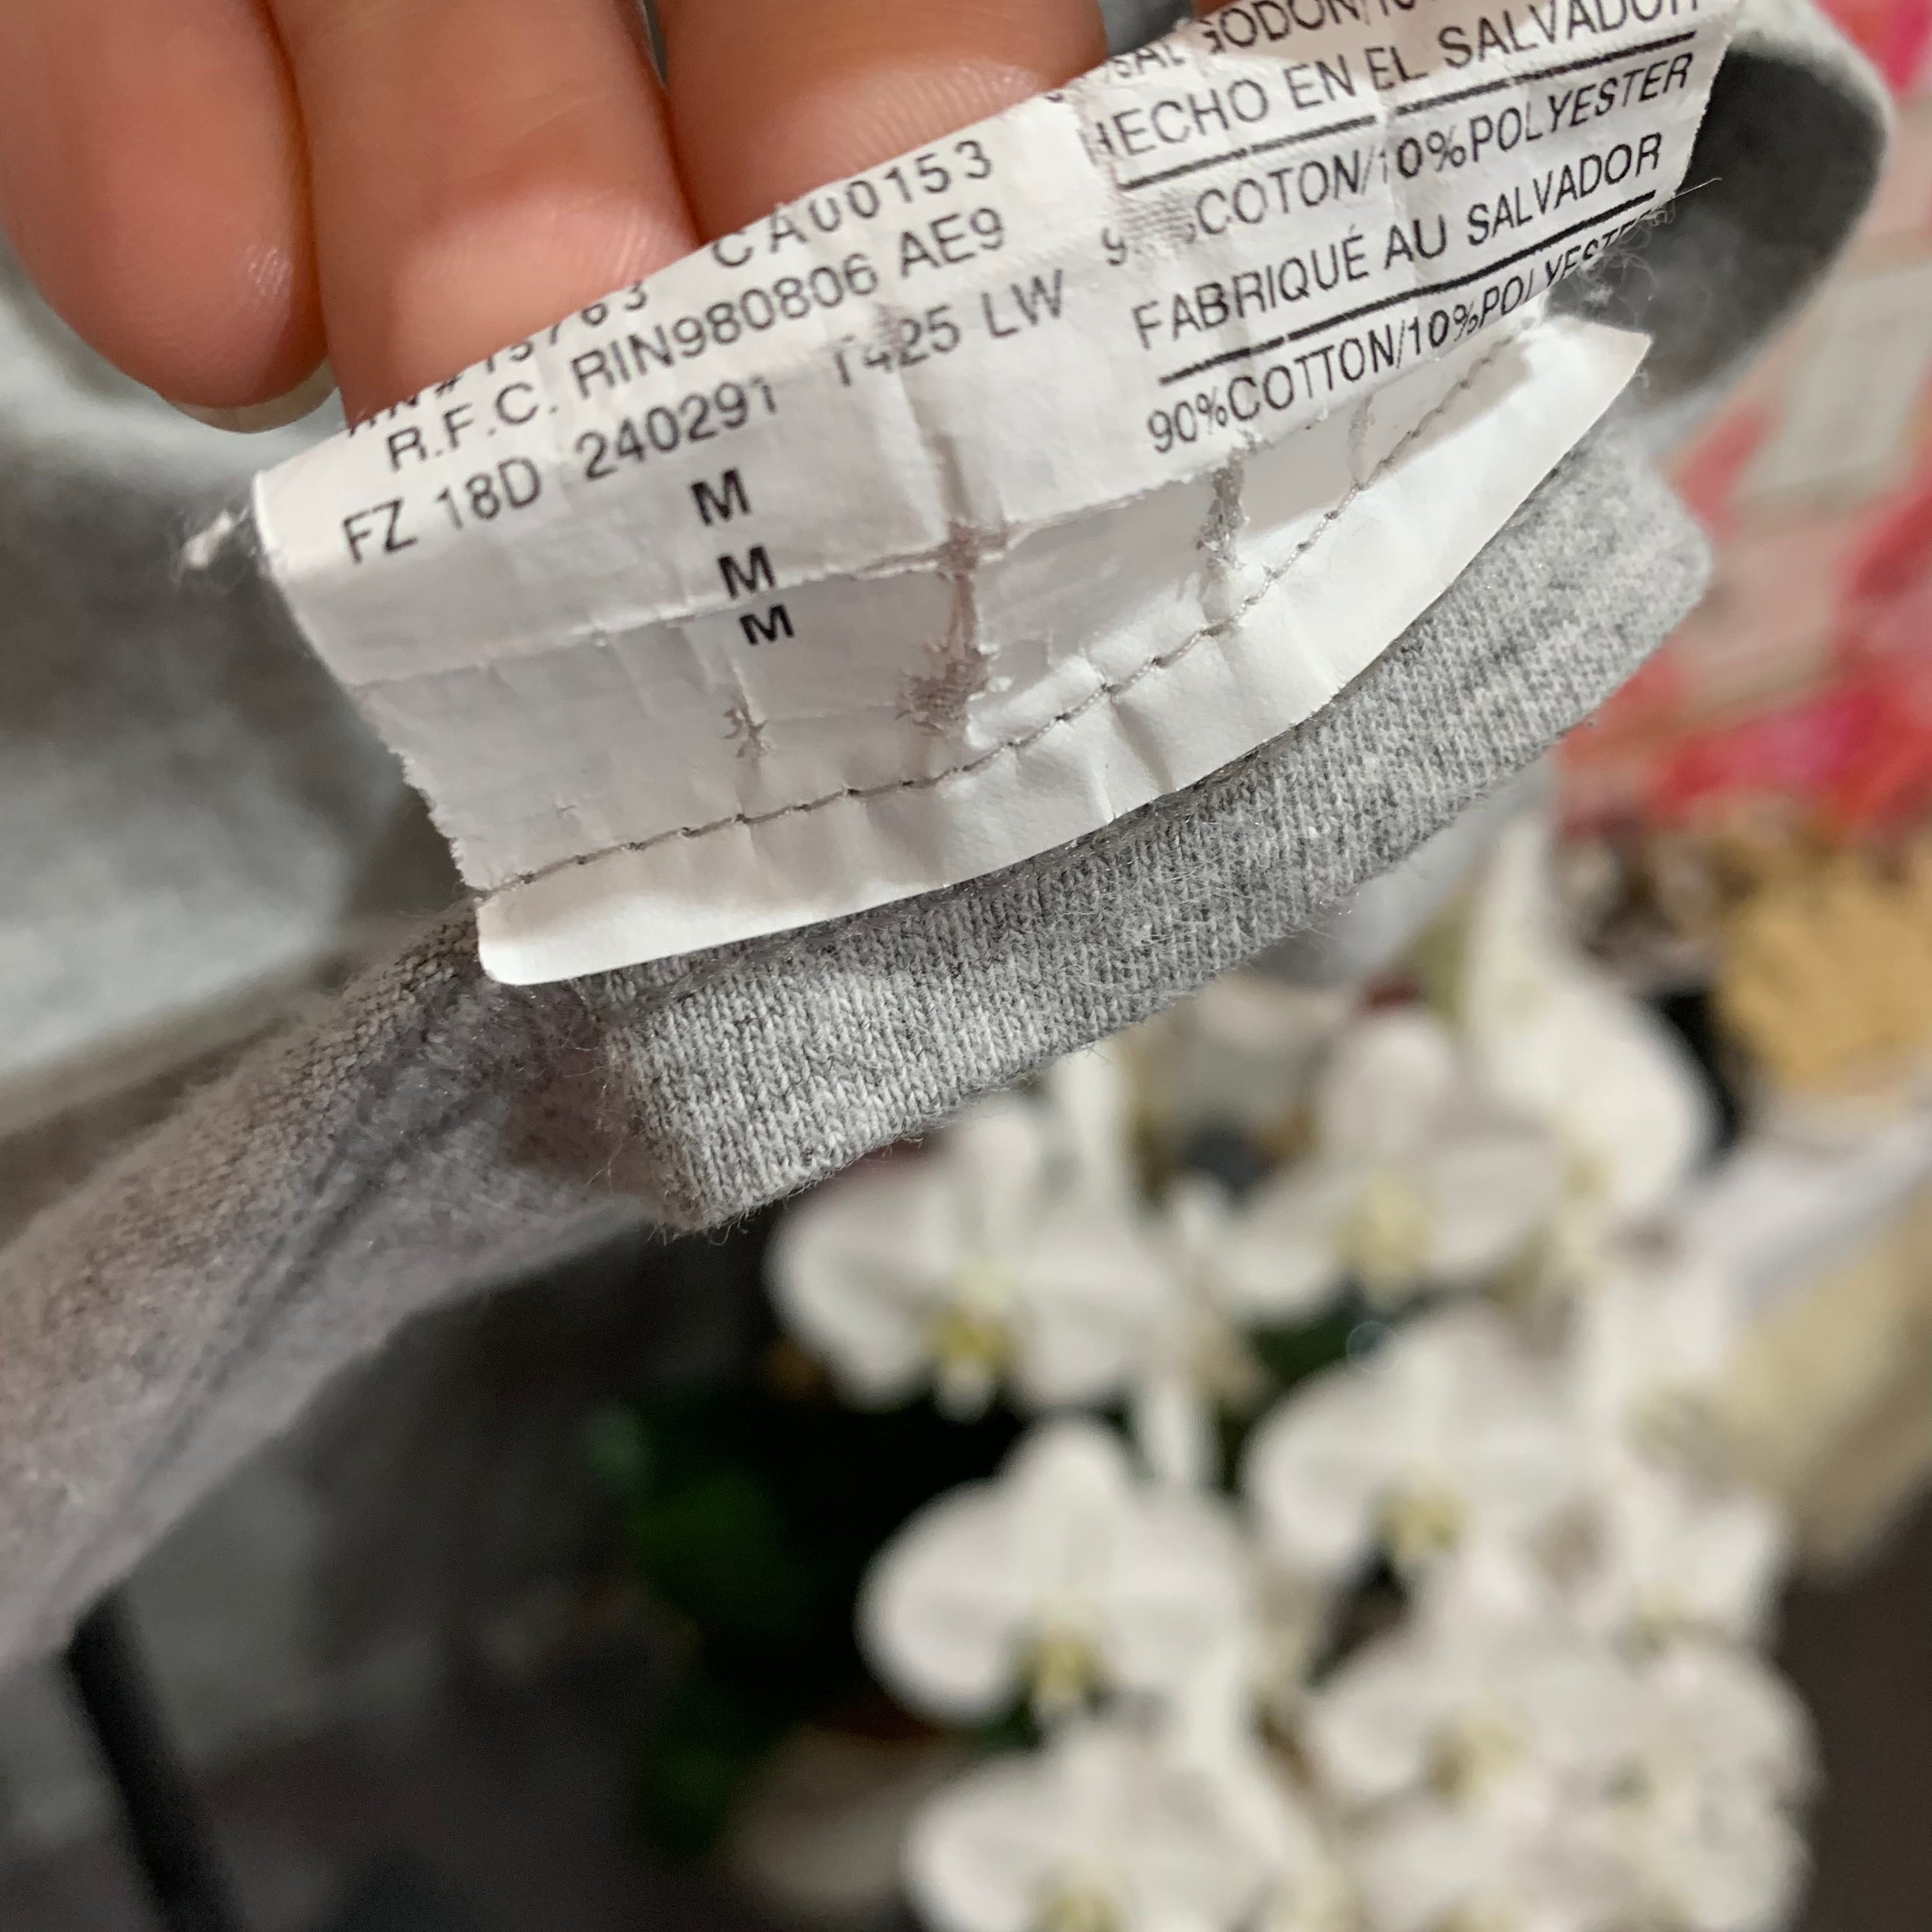 CA00153
R.F.C. RIN980806 AE9
FZ 18D 240291 T425 LW
M
M
M
HECHO EN EL SALVADOR
COTON/10%POLYESTER
FABRIQUÉ AU SALVADOR
90%COTTON/10%POLYESTER